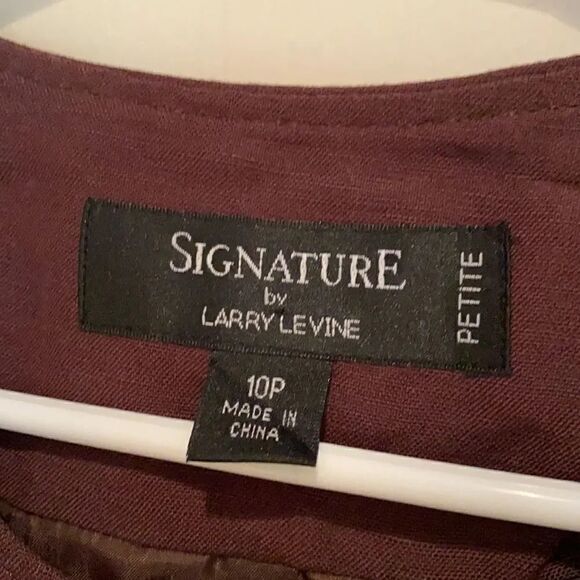 SIGNATURE
by
LARRY LEVINE
PETITE
10P
MADE IN
CHINA